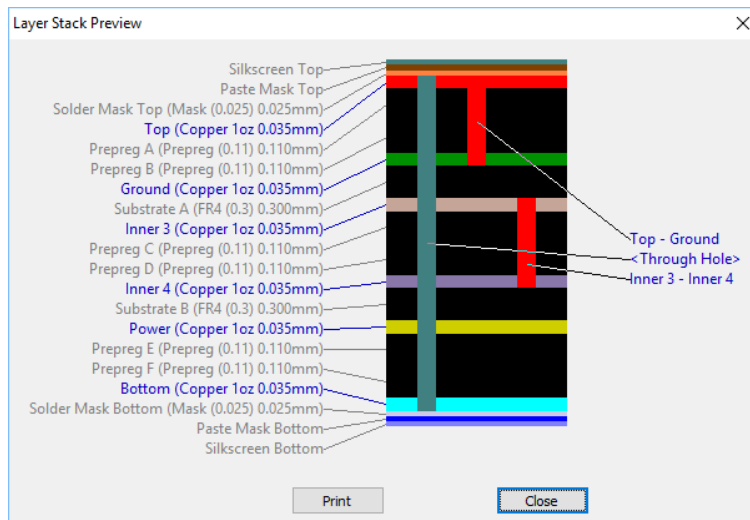 Layer Stack Preview
Silkscreen Top
Paste Mask Top
Solder Mask Top (Mask (0.025) 0.025mm)
Top (Copper 1oz 0.035mm)
Prepreg A (Prepreg (0.11) 0.110mm)
Prepreg B (Prepreg (0.11) 0.110mm)
Ground (Copper 1oz 0.035mm)
Substrate A (FR4 (0.3) 0.300mm)
Inner 3 (Copper 1oz 0.035mm)
Prepreg C (Prepreg (0.11) 0.110mm)
Prepreg D (Prepreg (0.11) 0.110mm)
Inner 4 (Copper 1oz 0.035mm)
Substrate B (FR4 (0.3) 0.300mm)
Power (Copper 1oz 0.035mm)
Prepreg E (Prepreg (0.11) 0.110mm)
Prepreg F (Prepreg (0.11) 0.110mm)
Bottom (Copper 1oz 0.035mm)
Solder Mask Bottom (Mask (0.025) 0.025mm)
Paste Mask Bottom
Silkscreen Bottom
Top - Ground
<Through Hole>
Inner 3 - Inner 4
Print
Close